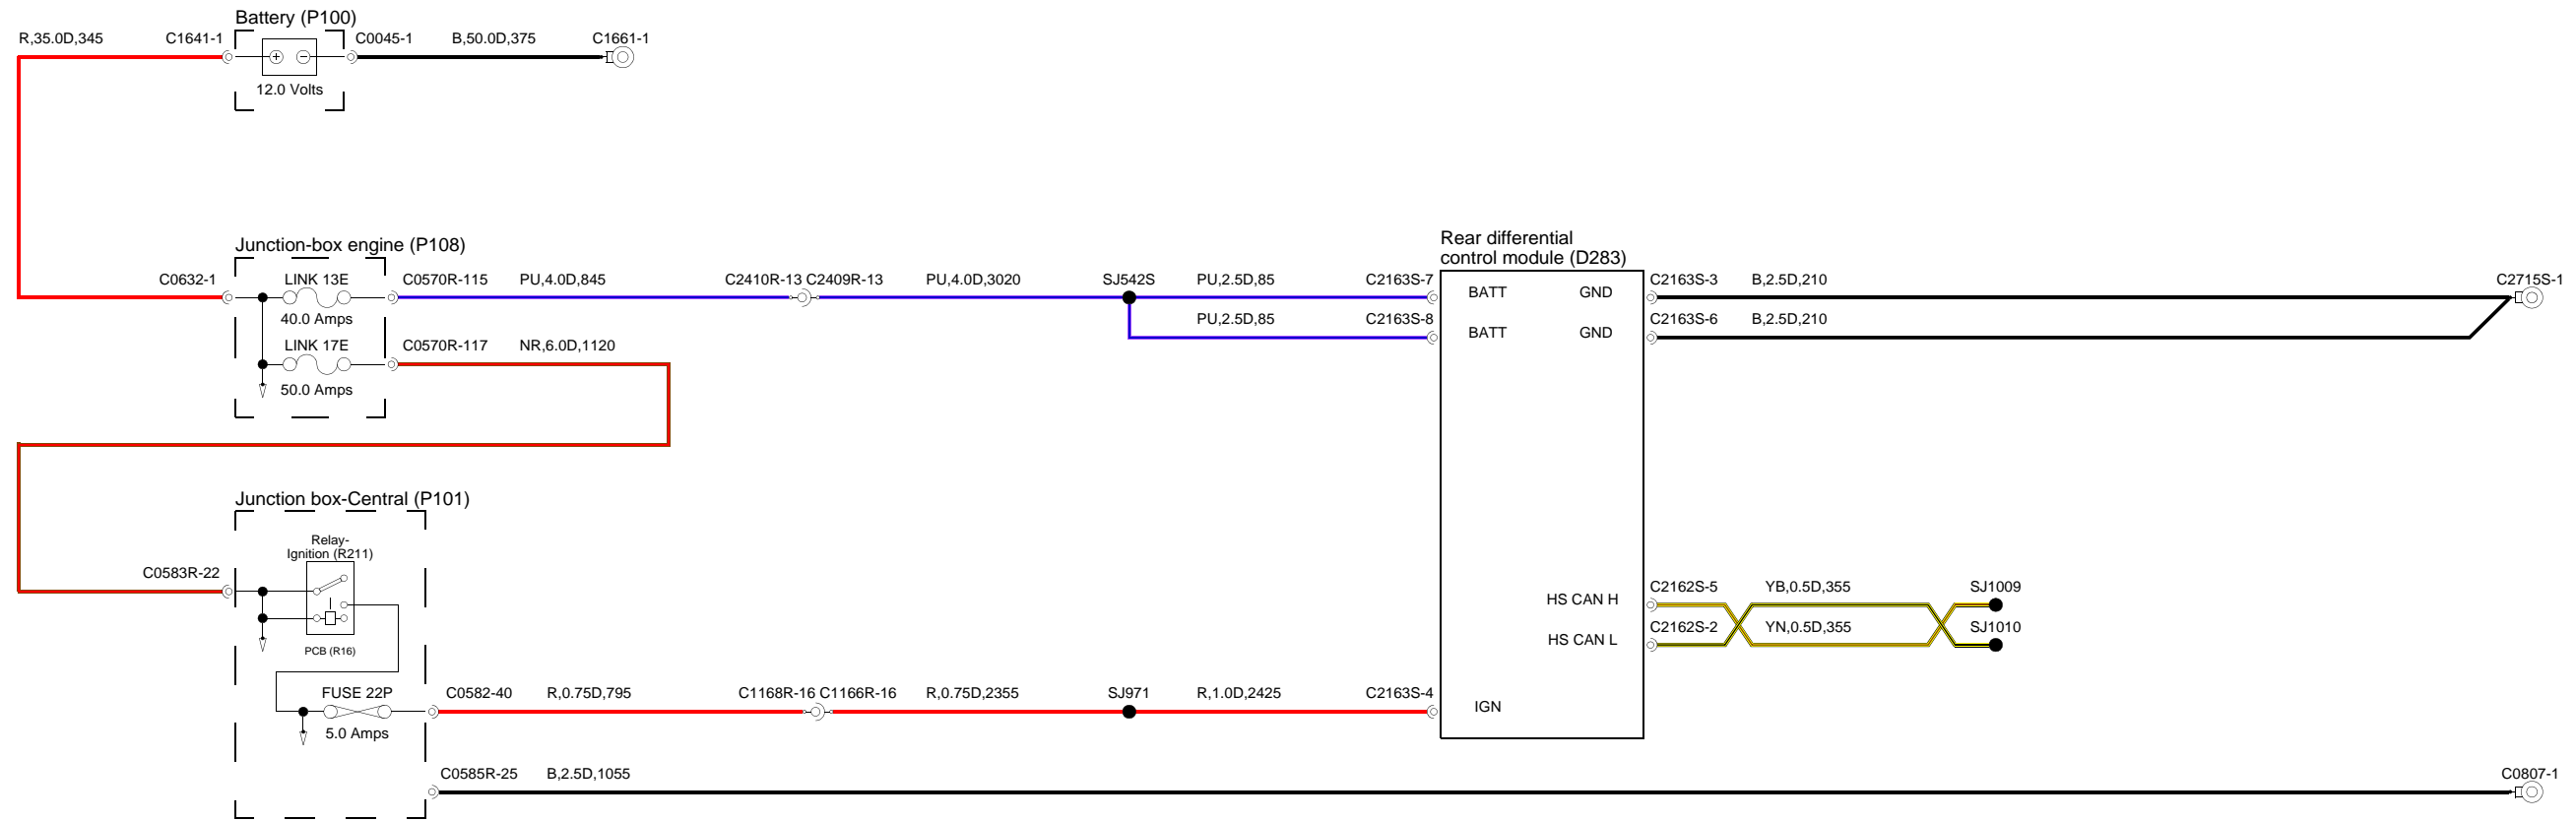 Battery (P100)
R,35.0D,345
C1641-1
C0045-1
B,50.0D,375
C1661-1
12.0 Volts
Junction-box engine (P108)
C0632-1
LINK 13E
C0570R-115
PU,4.0D,845
C2410R-13
C2409R-13
PU,4.0D,3020
SJ542S
PU,2.5D,85
C2163S-7
40.0 Amps
PU,2.5D,85
C2163S-8
LINK 17E
C0570R-117
NR,6.0D,1120
50.0 Amps
Rear differential
control module (D283)
BATT
GND
C2163S-3
B,2.5D,210
C2715S-1
BATT
GND
C2163S-6
B,2.5D,210
Junction box-Central (P101)
Relay-
Ignition (R211)
C0583R-22
PCB (R16)
HS CAN H
C2162S-5
YB,0.5D,355
SJ1009
HS CAN L
C2162S-2
YN,0.5D,355
SJ1010
FUSE 22P
C0582-40
R,0.75D,795
C1168R-16
C1166R-16
R,0.75D,2355
SJ971
R,1.0D,2425
C2163S-4
IGN
5.0 Amps
C0585R-25
B,2.5D,1055
C0807-1